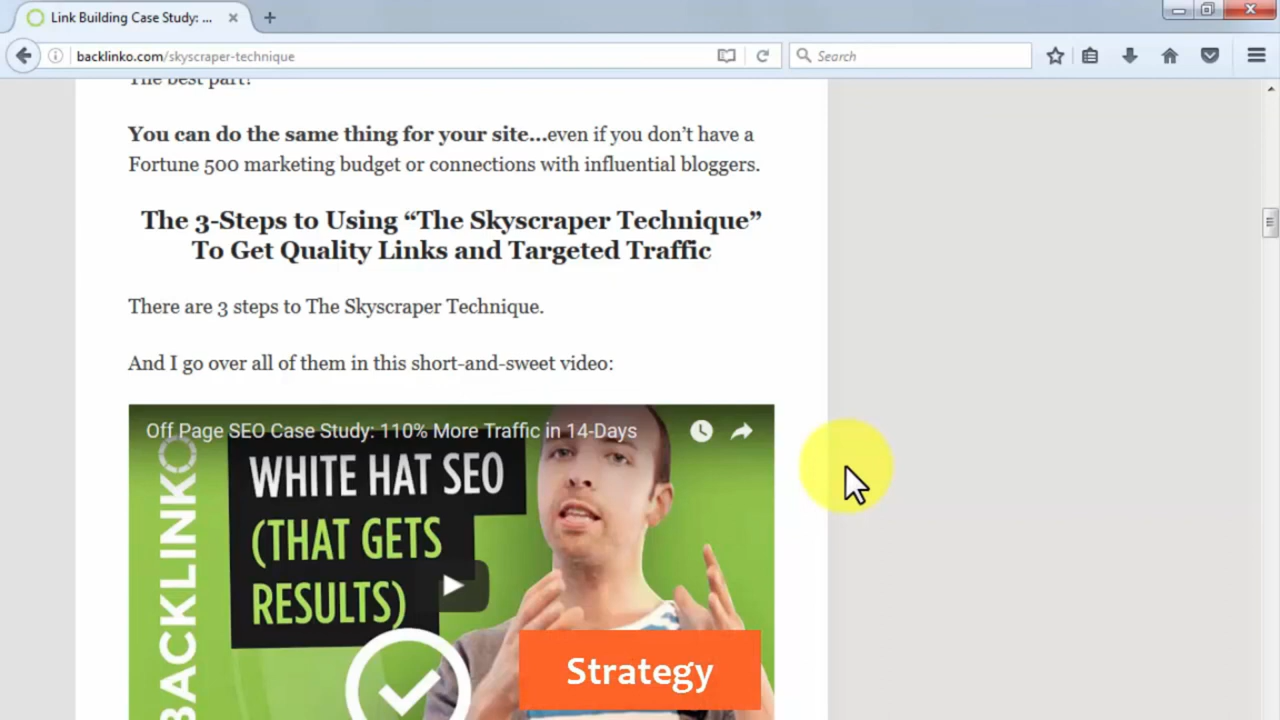 Link Building Case Study: ...
backlinko.com/skyscraper-technique
Search
The best part?
You can do the same thing for your site...even if you don't have a
Fortune 500 marketing budget or connections with influential bloggers.
The 3-Steps to Using “The Skyscraper Technique”
To Get Quality Links and Targeted Traffic
There are 3 steps to The Skyscraper Technique.
And I go over all of them in this short-and-sweet video:
Off Page SEO Case Study: 110% More Traffic in 14-Days
WHITE HAT SEO
(THAT GETS
RESULTS)
BACKLINKO
Strategy